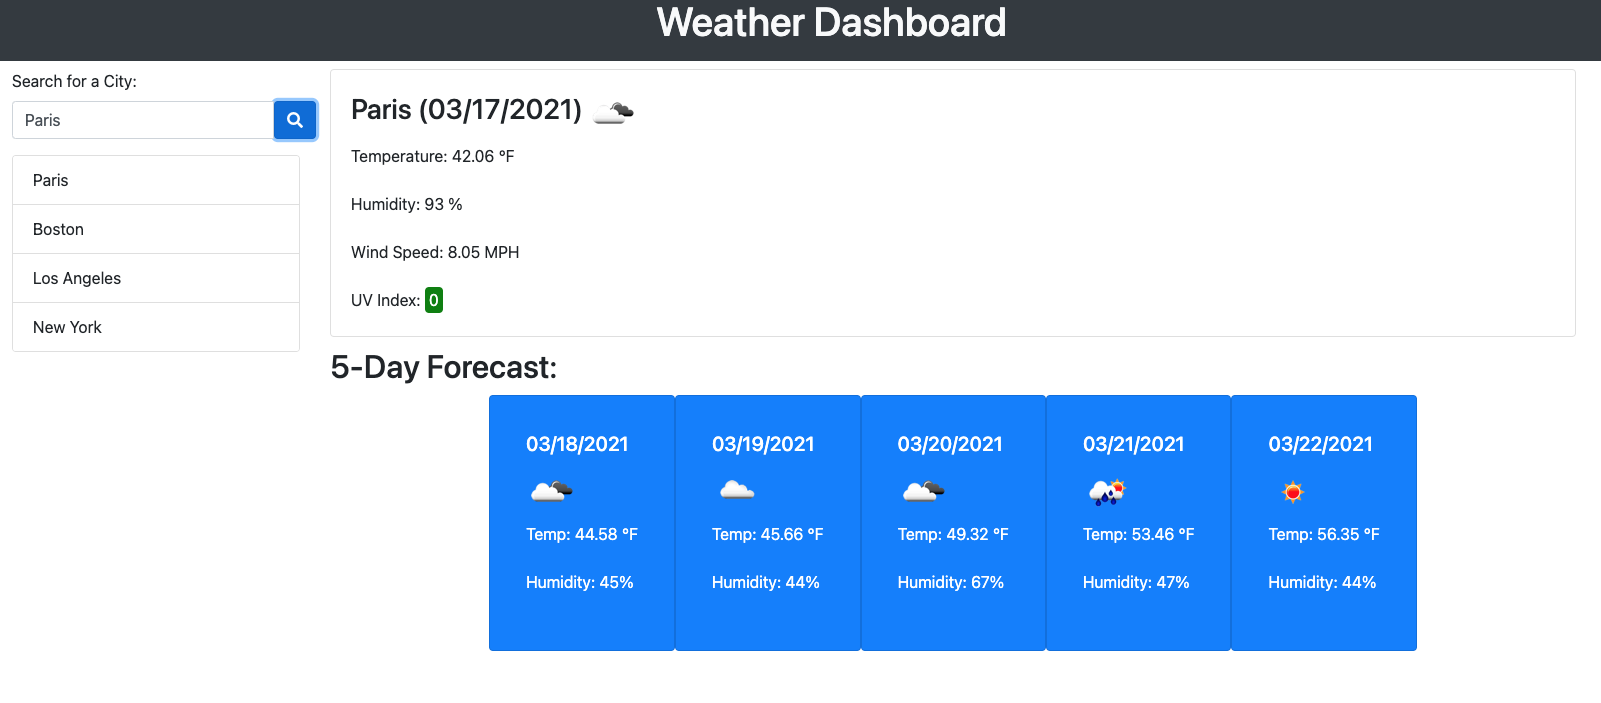 Weather Dashboard
Search for a City:
Paris
Paris
Boston
Los Angeles
New York
Paris (03/17/2021)
Temperature: 42.06 °F
Humidity: 93 %
Wind Speed: 8.05 MPH
UV Index: 0
5-Day Forecast:
03/18/2021
Temp: 44.58 °F
Humidity: 45%
03/19/2021
Temp: 45.66 °F
Humidity: 44%
03/20/2021
Temp: 49.32 °F
Humidity: 67%
03/21/2021
Temp: 53.46 °F
Humidity: 47%
03/22/2021
Temp: 56.35 °F
Humidity: 44%